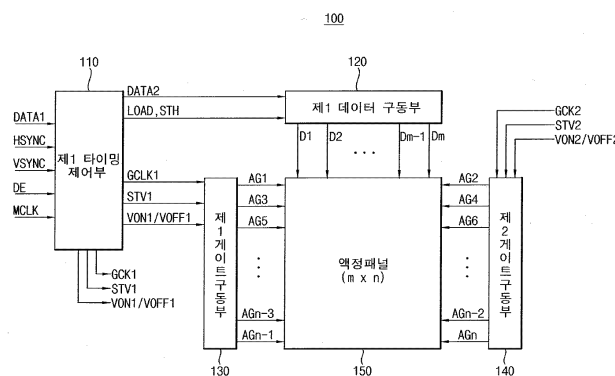 100
110
DATA1
HSYNC
VSYNC
DE
MCLK
제1 타이밍
제어부
DATA2
LOAD,STH
GCLK1
STV1
VON1/VOFF1
GCK1
STV1
VON1/VOFF1
120
제1 데이터 구동부
D1
D2
...
Dm-1
Dm
GCK2
STV2
VON2/VOFF2
제1게이트구동부
AG1
AG3
AG5
AGn-3
AGn-1
130
액정패널
(m x n)
150
AG2
AG4
AG6
AGn-2
AGn
제2게이트구동부
140